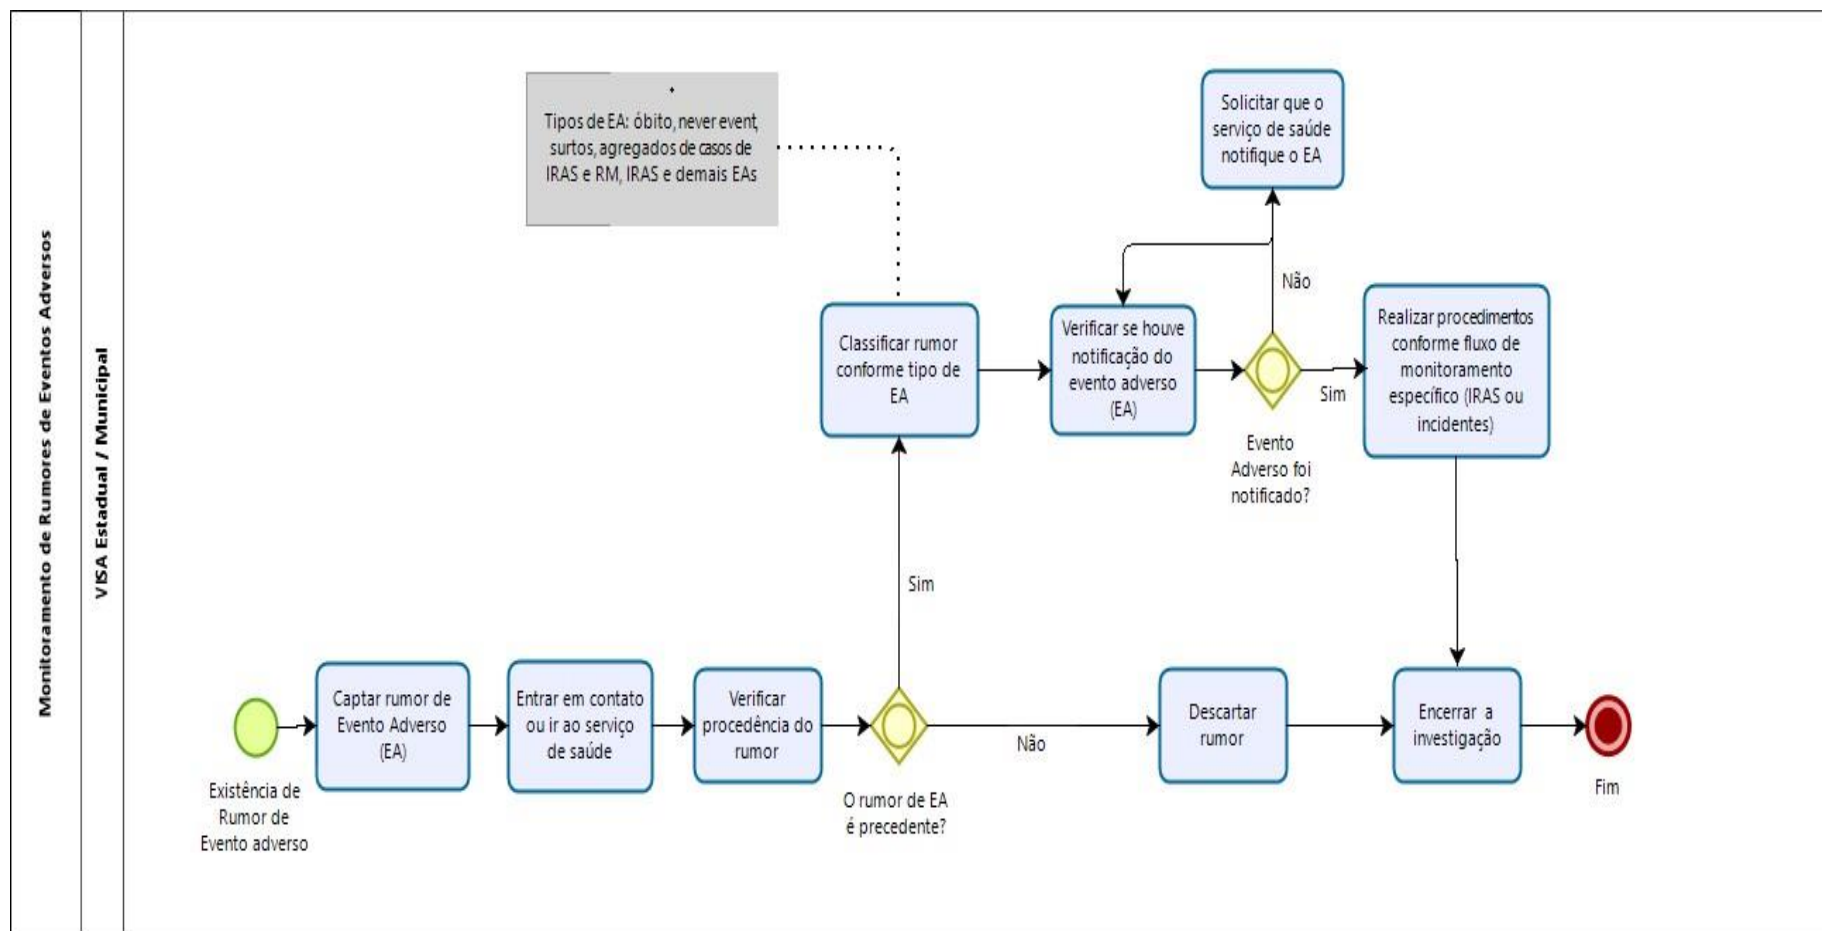 Monitoramento de Rumores de Eventos Adversos
VISA Estadual / Municipal
Tipos de EA: óbito, never event,
surtos, agregados de casos de
IRAS e RM, IRAS e demais EAs
Solicitar que o
serviço de saúde
notifique o EA
Não
Classificar rumor
conforme tipo de
EA
Verificar se houve
notificação do
evento adverso
(EA)
Evento
Adverso foi
notificado?
Sim
Realizar procedimentos
conforme fluxo de
monitoramento
específico (IRAS ou
incidentes)
Sim
Existência de
Rumor de
Evento adverso
Captar rumor de
Evento Adverso
(EA)
Entrar em contato
ou ir ao serviço
de saúde
Verificar
procedência do
rumor
O rumor de EA
é precedente?
Não
Descartar
rumor
Encerrar a
investigação
Fim